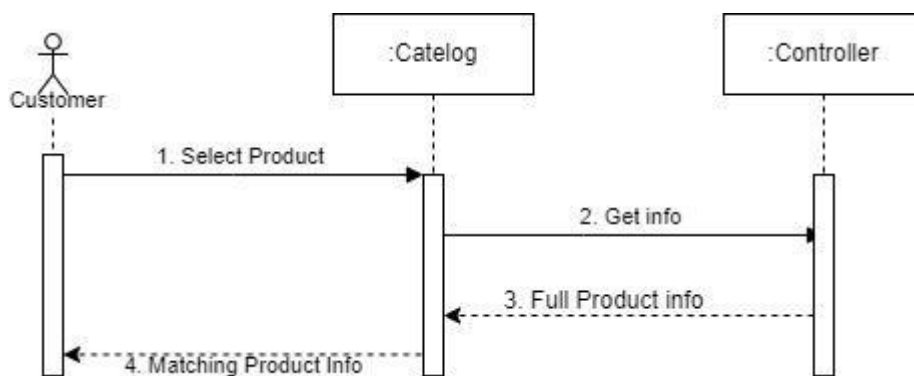 :Catelog
:Controller
Customer
1. Select Product
2. Get info
3. Full Product info
4. Matching Product Info